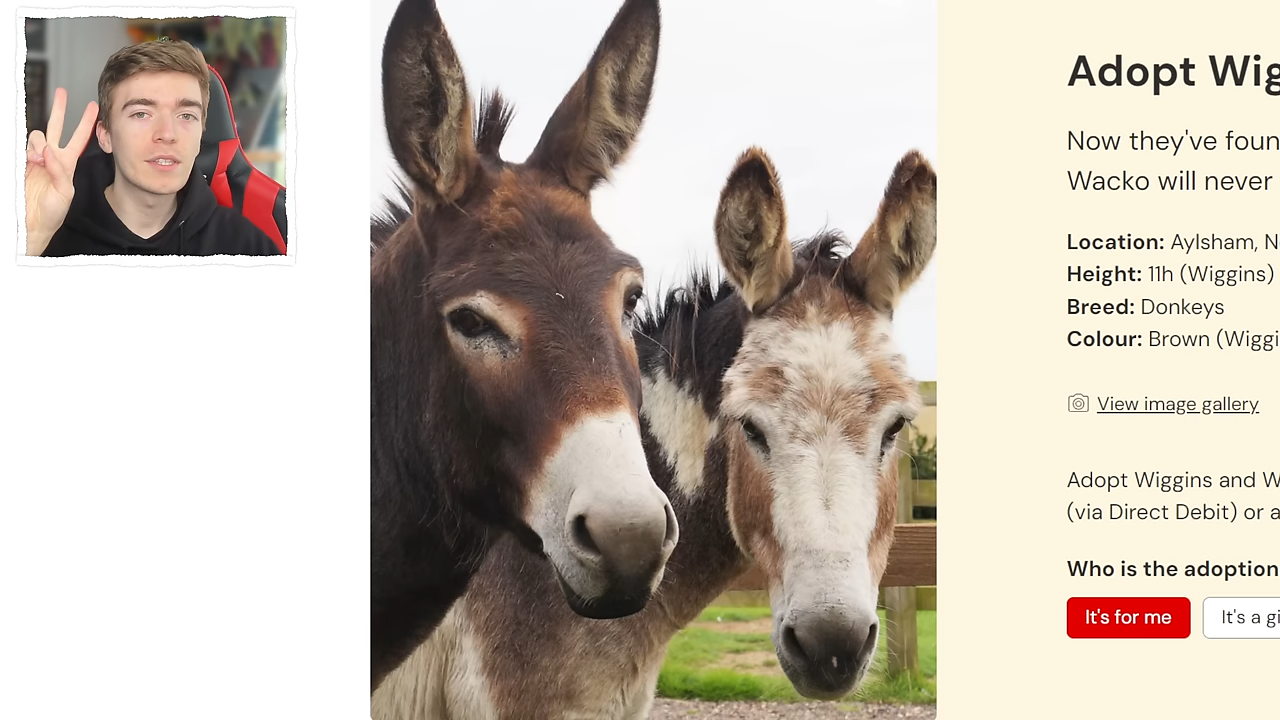 Adopt Wig
Now they've foun
Wacko will never
Location: Aylsham, N
Height: 11h (Wiggins)
Breed: Donkeys
Colour: Brown (Wiggi
View image gallery
Adopt Wiggins and W
(via Direct Debit) or a
Who is the adoption
It's for me
It's a gi